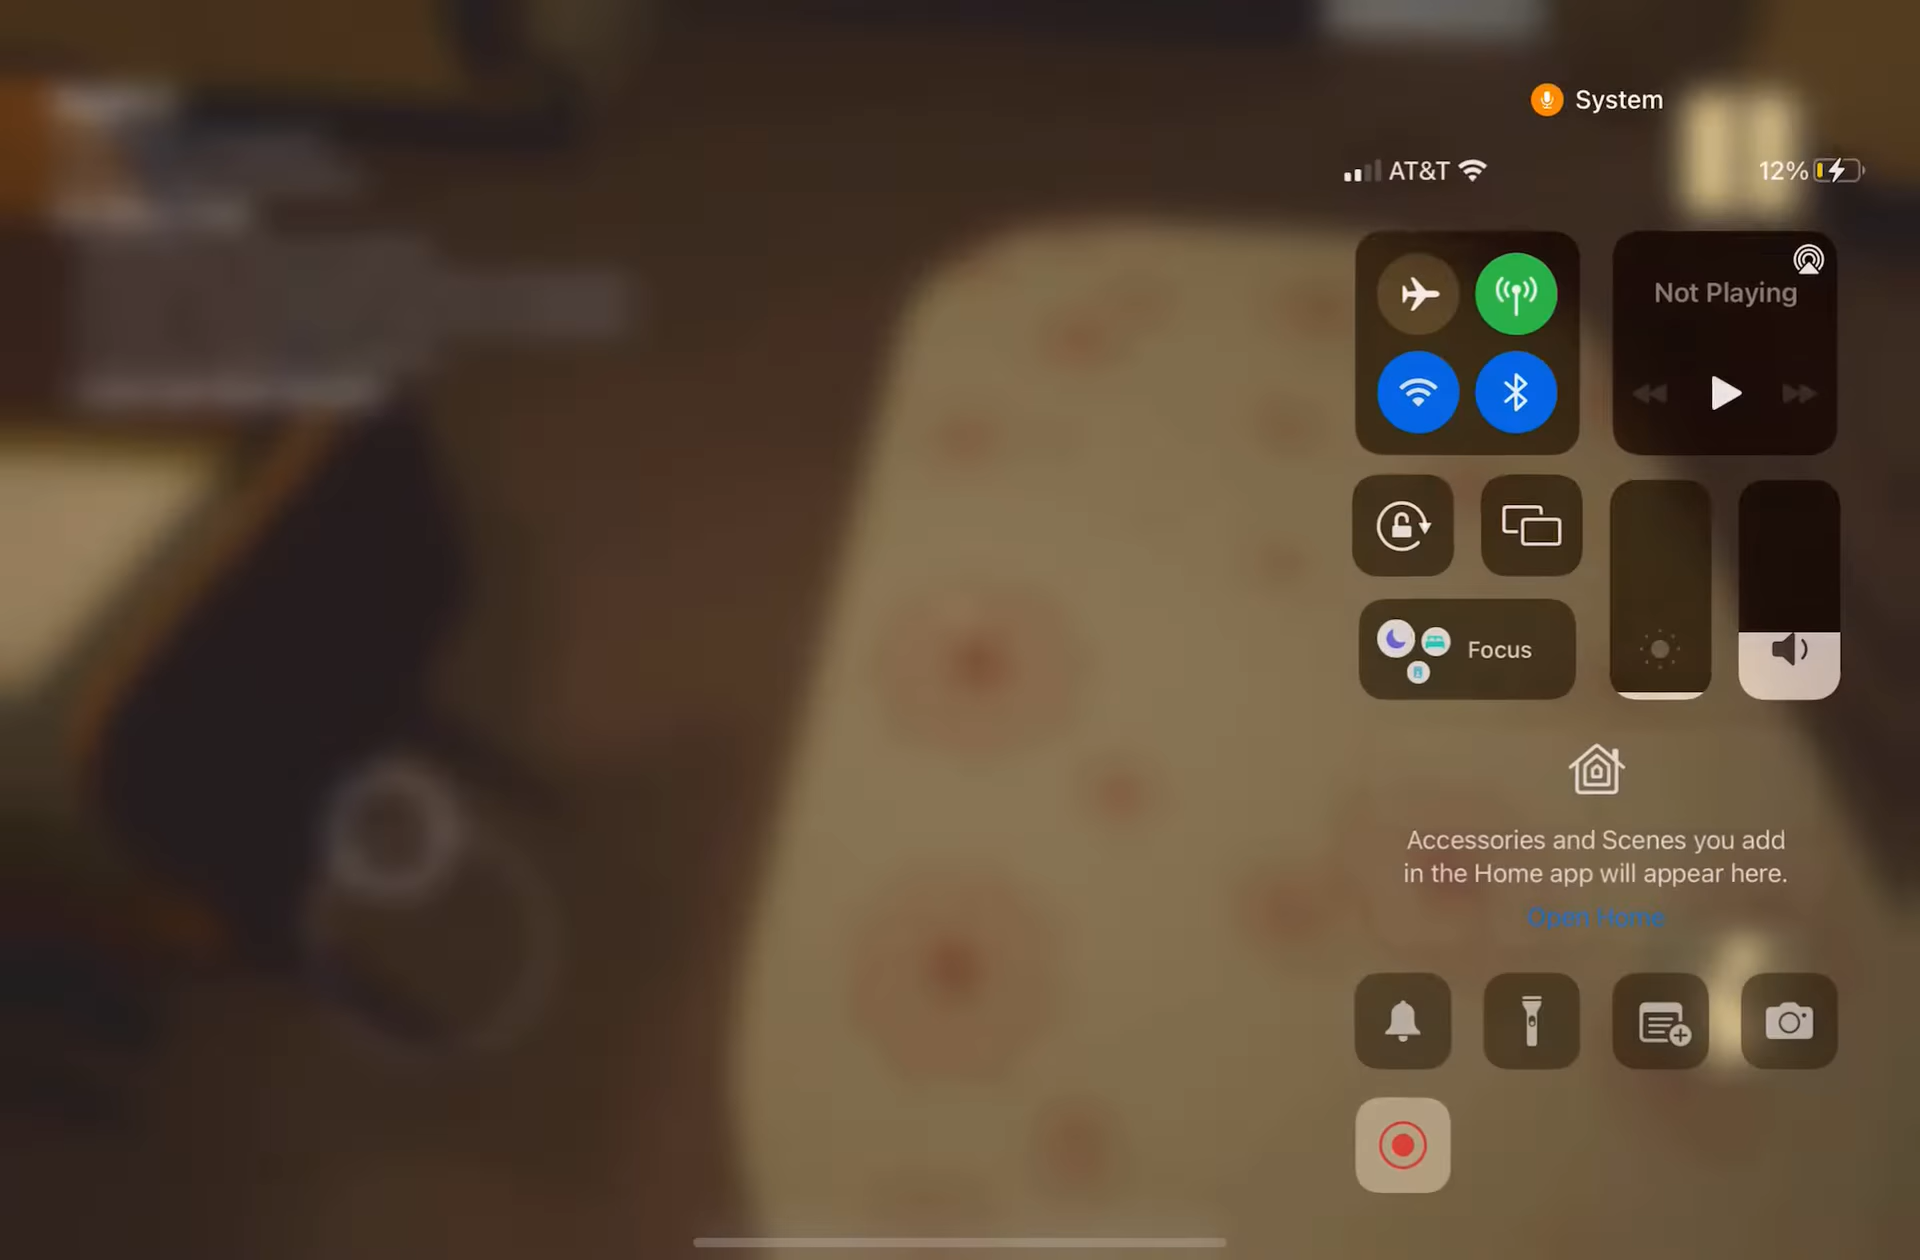 System
AT&T
12%
Not Playing
Focus
Accessories and Scenes you add
in the Home app will appear here.
Open Home